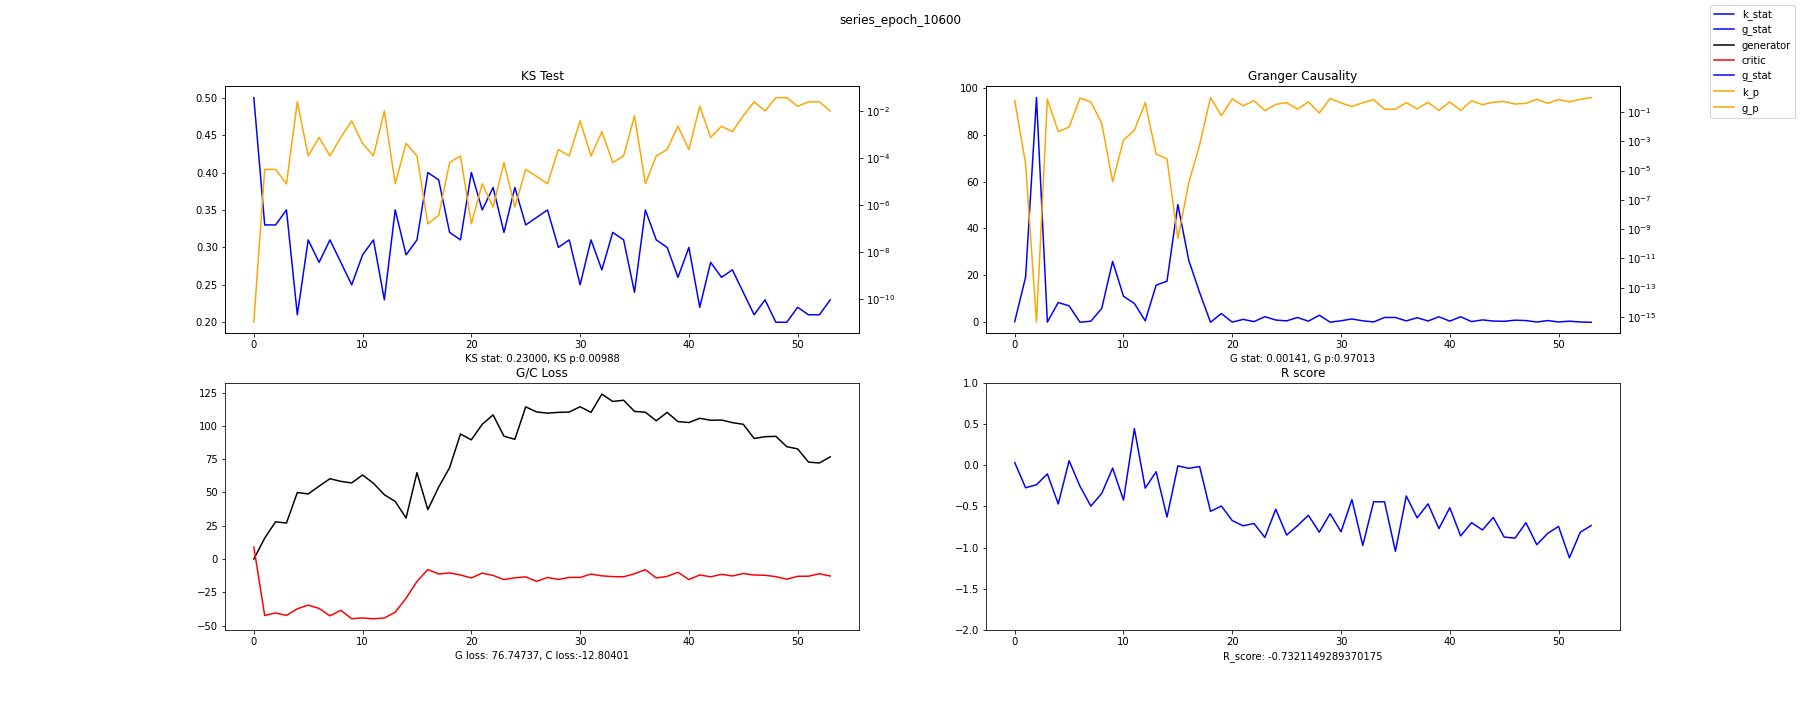 series_epoch_10600
k_stat
g_stat
generator
critic
g_stat
k_p
g_p
KS Test
0.50
0.45
0.40
0.35
0.30
0.25
0.20
10⁻²
10⁻⁴
10⁻⁶
10⁻⁸
10⁻¹⁰
0 10 20 30 40 50
KS stat: 0.23000, KS p:0.00988
Granger Causality
100
80
60
40
20
0
10⁻¹
10⁻³
10⁻⁵
10⁻⁷
10⁻⁹
10⁻¹¹
10⁻¹³
10⁻¹⁵
0 10 20 30 40 50
G stat: 0.00141, G p:0.97013
G/C Loss
125
100
75
50
25
0
−25
−50
0 10 20 30 40 50
G loss: 76.74737, C loss:-12.80401
R score
1.0
0.5
0.0
−0.5
−1.0
−1.5
−2.0
0 10 20 30 40 50
R_score: -0.7321149289370175